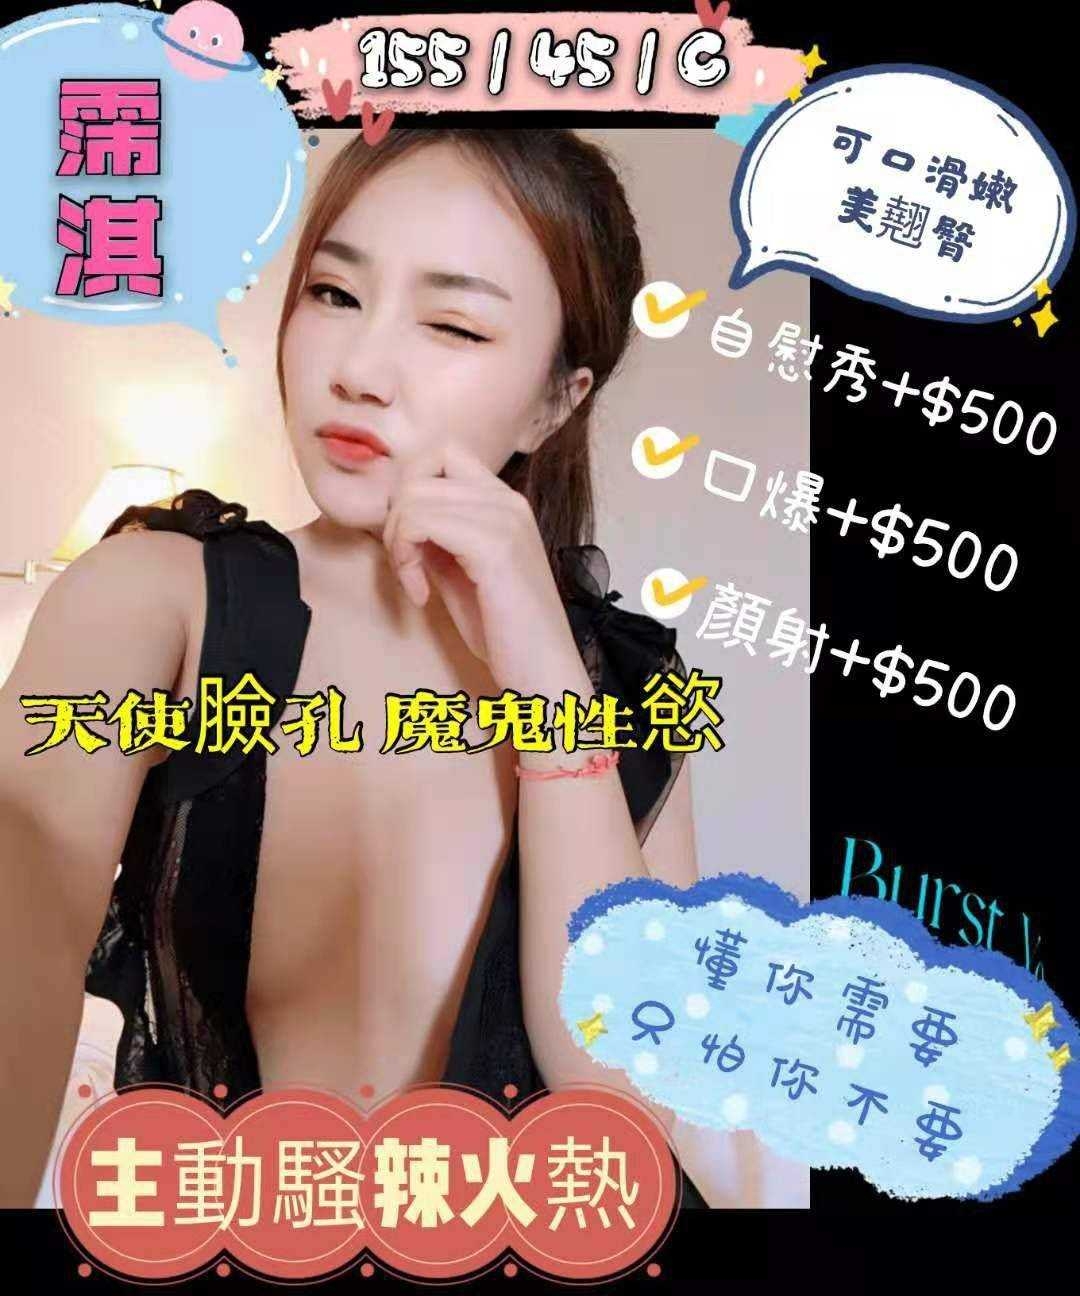 霈淇
155/45/C
可口滑嫩
美翹臀
自慰秀+$500
口爆+$500
顏射+$500
天使臉孔 魔鬼性慾
Burst
懂你需要
只怕你不要
主動騷辣火熱